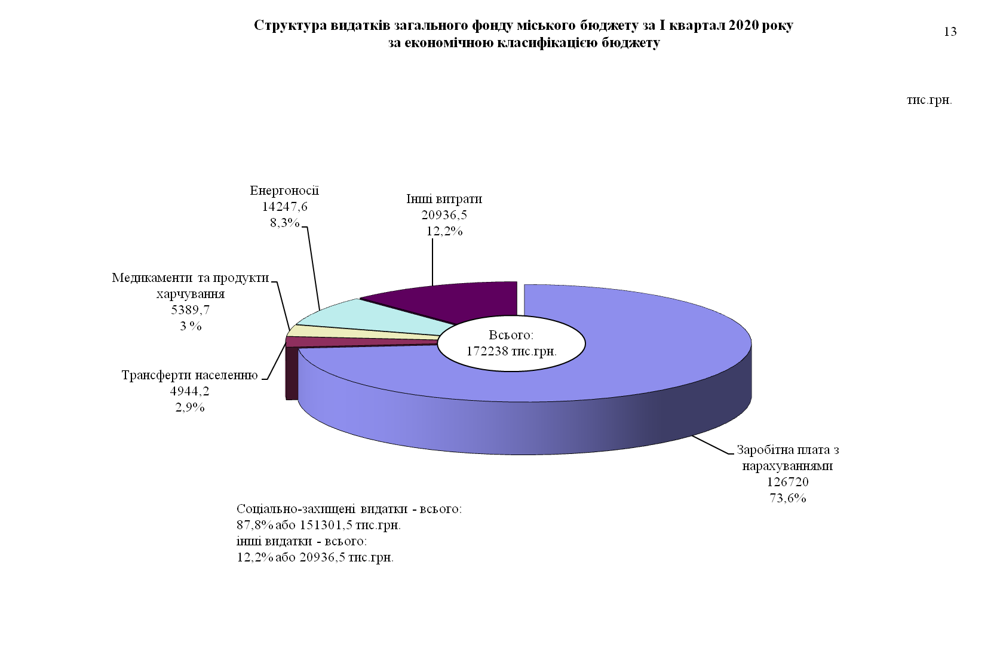 Структура видатків загального фонду міського бюджету за І квартал 2020 року
за економічною класифікацією бюджету
13
тис.грн.
Енергоносії
14247,6
8,3%
Інші витрати
20936,5
12,2%
Медикаменти та продукти
харчування
5389,7
3 %
Всього:
172238 тис.грн.
Трансферти населенню
4944,2
2,9%
Заробітна плата з
нарахуваннями
126720
73,6%
Соціально-захищені видатки - всього:
87,8% або 151301,5 тис.грн.
інші видатки - всього:
12,2% або 20936,5 тис.грн.